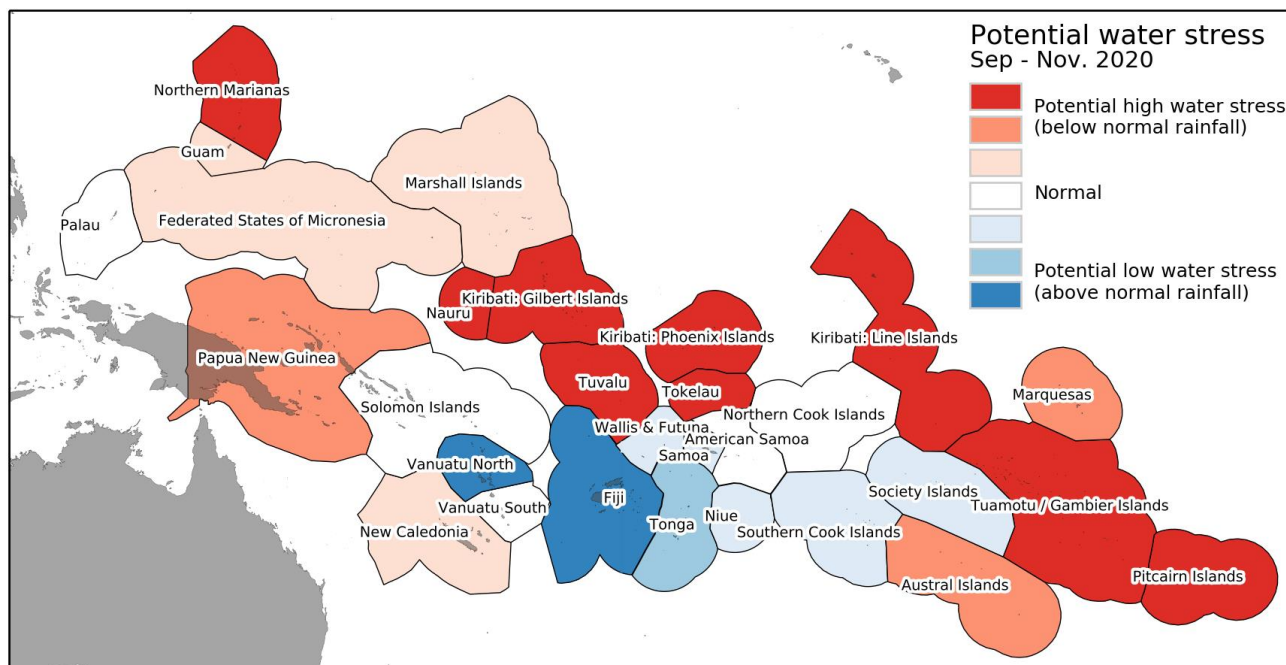 Potential water stress
Sep - Nov. 2020
Potential high water stress
(below normal rainfall)
Normal
Potential low water stress
(above normal rainfall)
Northern Marianas
Guam
Marshall Islands
Federated States of Micronesia
Palau
Nauru
Kiribati: Gilbert Islands
Kiribati: Phoenix Islands
Kiribati: Line Islands
Papua New Guinea
Tuvalu
Tokelau
Marquesas
Solomon Islands
Northern Cook Islands
Wallis & Futuna
American Samoa
Samoa
Vanuatu North
Society Islands
Fiji
Vanuatu South
Tuamotu / Gambier Islands
Niue
Tonga
New Caledonia
Southern Cook Islands
Austral Islands
Pitcairn Islands